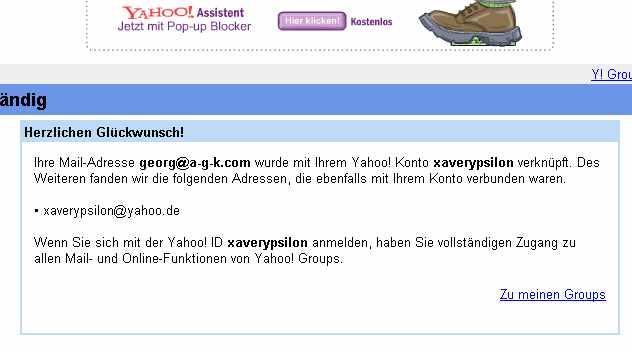 YAHOO! Assistent
Jetzt mit Pop-up Blocker
Hier klicken! Kostenlos
Y! Grou
ändig
Herzlichen Glückwunsch!
Ihre Mail-Adresse georg@a-g-k.com wurde mit Ihrem Yahoo! Konto xaverypsilon verknüpft. Des
Weiteren fanden wir die folgenden Adressen, die ebenfalls mit Ihrem Konto verbunden waren.
▪ xaverypsilon@yahoo.de
Wenn Sie sich mit der Yahoo! ID xaverypsilon anmelden, haben Sie vollständigen Zugang zu
allen Mail- und Online-Funktionen von Yahoo! Groups.
Zu meinen Groups